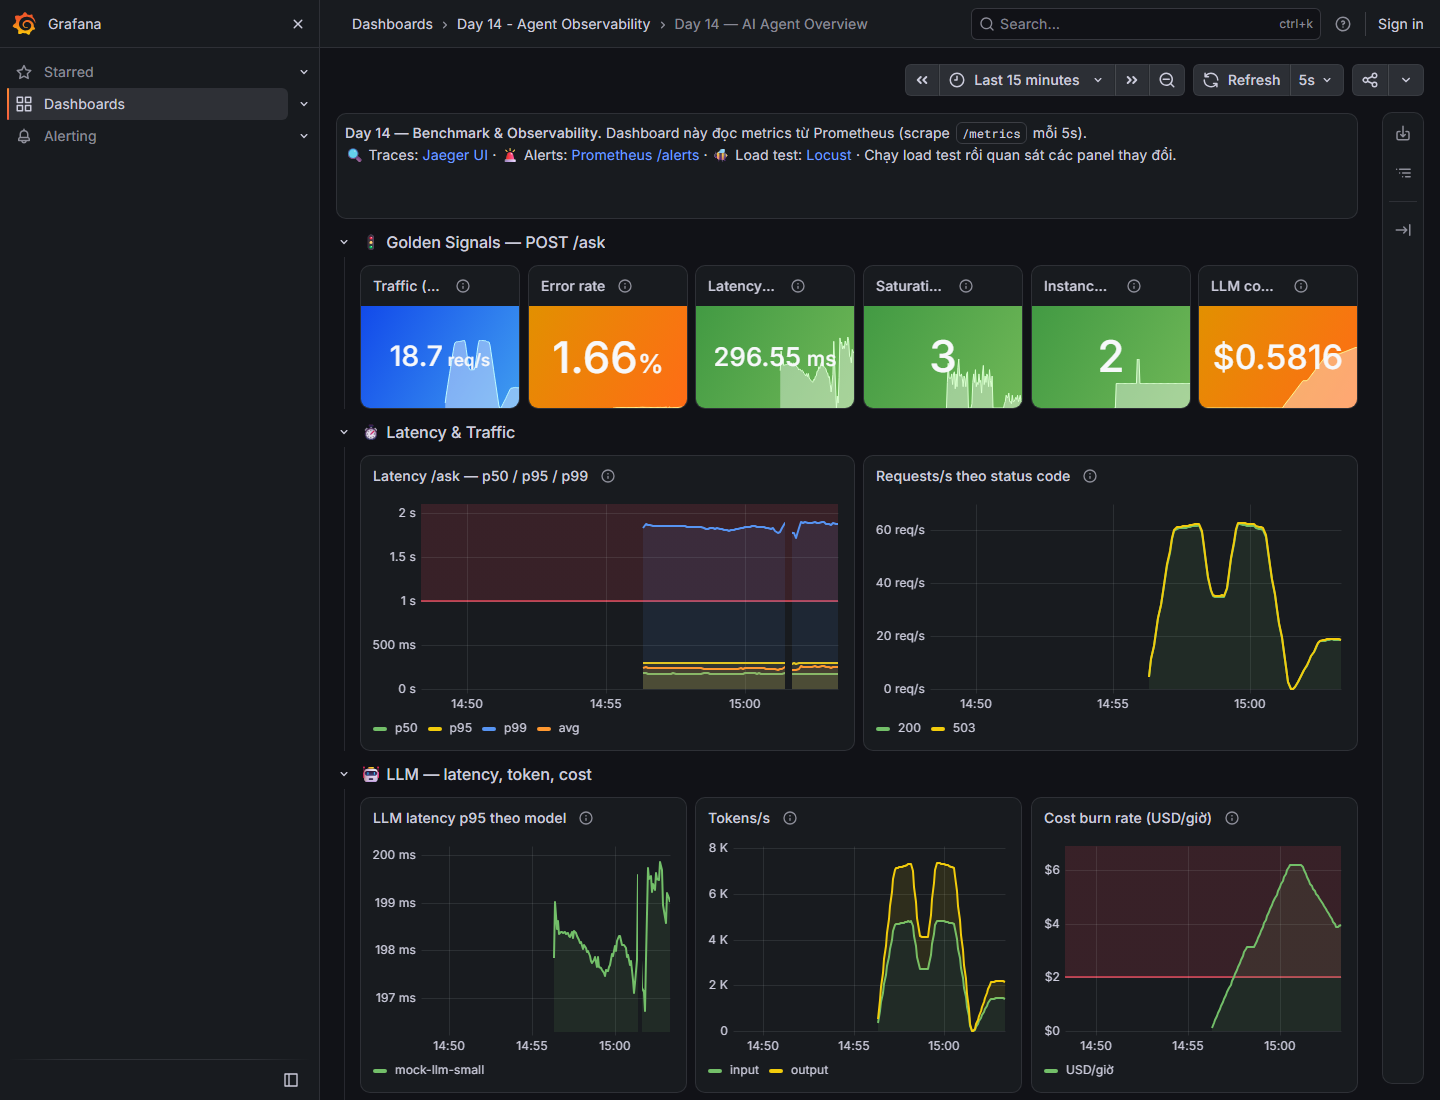 Grafana
Dashboards › Day 14 - Agent Observability › Day 14 — AI Agent Overview
Search...
ctrl+k
Sign in
Starred
Dashboards
Alerting
Last 15 minutes
Refresh
5s
Day 14 — Benchmark & Observability. Dashboard này đọc metrics từ Prometheus (scrape /metrics mỗi 5s).
Traces: Jaeger UI · Alerts: Prometheus /alerts · Load test: Locust · Chạy load test rồi quan sát các panel thay đổi.
Golden Signals — POST /ask
Traffic (...
18.7 req/s
Error rate
1.66%
Latency...
296.55 ms
Saturati...
3
Instanc...
2
LLM co...
$0.5816
Latency & Traffic
Latency /ask — p50 / p95 / p99
2 s
1.5 s
1 s
500 ms
0 s
14:50 14:55 15:00
p50 p95 p99 avg
Requests/s theo status code
60 req/s
40 req/s
20 req/s
0 req/s
14:50 14:55 15:00
200 503
LLM — latency, token, cost
LLM latency p95 theo model
200 ms
199 ms
198 ms
197 ms
14:50 14:55 15:00
mock-llm-small
Tokens/s
8 K
6 K
4 K
2 K
0
14:50 14:55 15:00
input output
Cost burn rate (USD/giờ)
$6
$4
$2
$0
14:50 14:55 15:00
USD/giờ